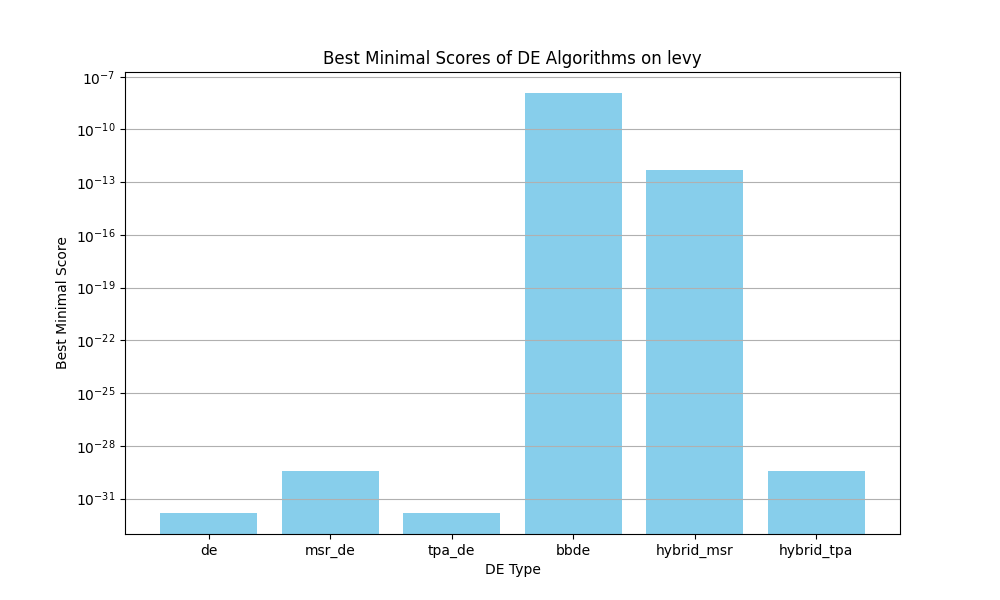 Best Minimal Scores of DE Algorithms on levy
Best Minimal Score
10⁻⁷
10⁻¹⁰
10⁻¹³
10⁻¹⁶
10⁻¹⁹
10⁻²²
10⁻²⁵
10⁻²⁸
10⁻³¹
de msr_de tpa_de bbde hybrid_msr hybrid_tpa
DE Type